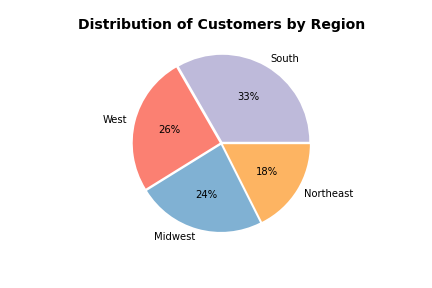 Distribution of Customers by Region
South
33%
West
26%
18%
Northeast
24%
Midwest